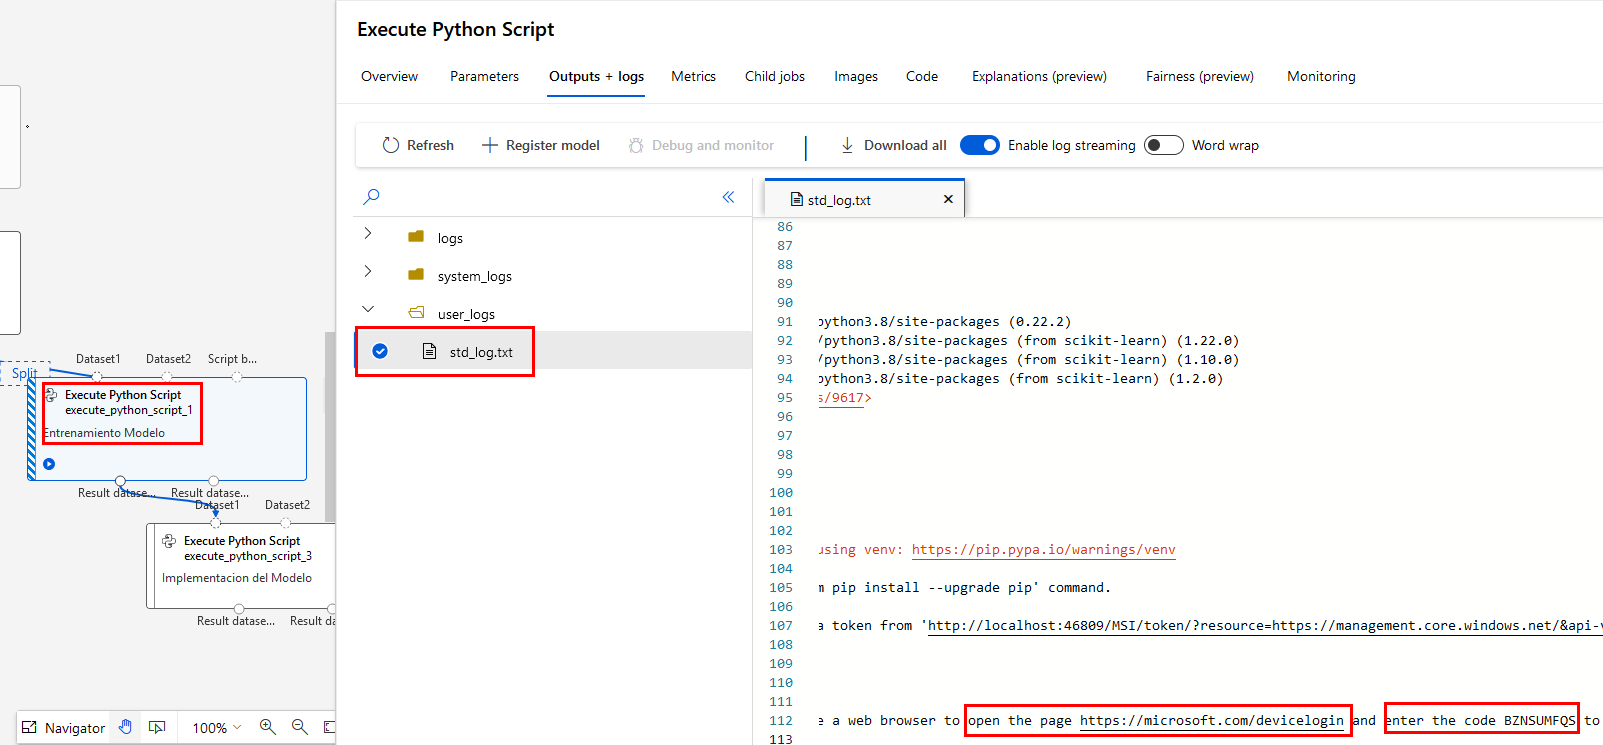 Execute Python Script
Overview Parameters Outputs + logs Metrics Child jobs Images Code Explanations (preview) Fairness (preview) Monitoring
Refresh Register model Debug and monitor Download all Enable log streaming Word wrap
std_log.txt
logs
system_logs
user_logs
std_log.txt
86
87
88
89
90
91 python3.8/site-packages (0.22.2)
92 /python3.8/site-packages (from scikit-learn) (1.22.0)
93 /python3.8/site-packages (from scikit-learn) (1.10.0)
94 python3.8/site-packages (from scikit-learn) (1.2.0)
95 s/9617>
96
97
98
99
100
101
102
103 using venv: https://pip.pypa.io/warnings/venv
104
105 m pip install --upgrade pip' command.
106
107 a token from 'http://localhost:46809/MSI/token/?resource=https://management.core.windows.net/&api-v
108
109
110
111
112 e a web browser to open the page https://microsoft.com/devicelogin and enter the code BZNSUMFQS to
113
Dataset1 Dataset2 Script b...
Split
Execute Python Script
execute_python_script_1
Entrenamiento Modelo
Result datase... Result datase...
Dataset1 Dataset2
Execute Python Script
execute_python_script_3
Implementacion del Modelo
Result datase... Result da
Navigator 100%